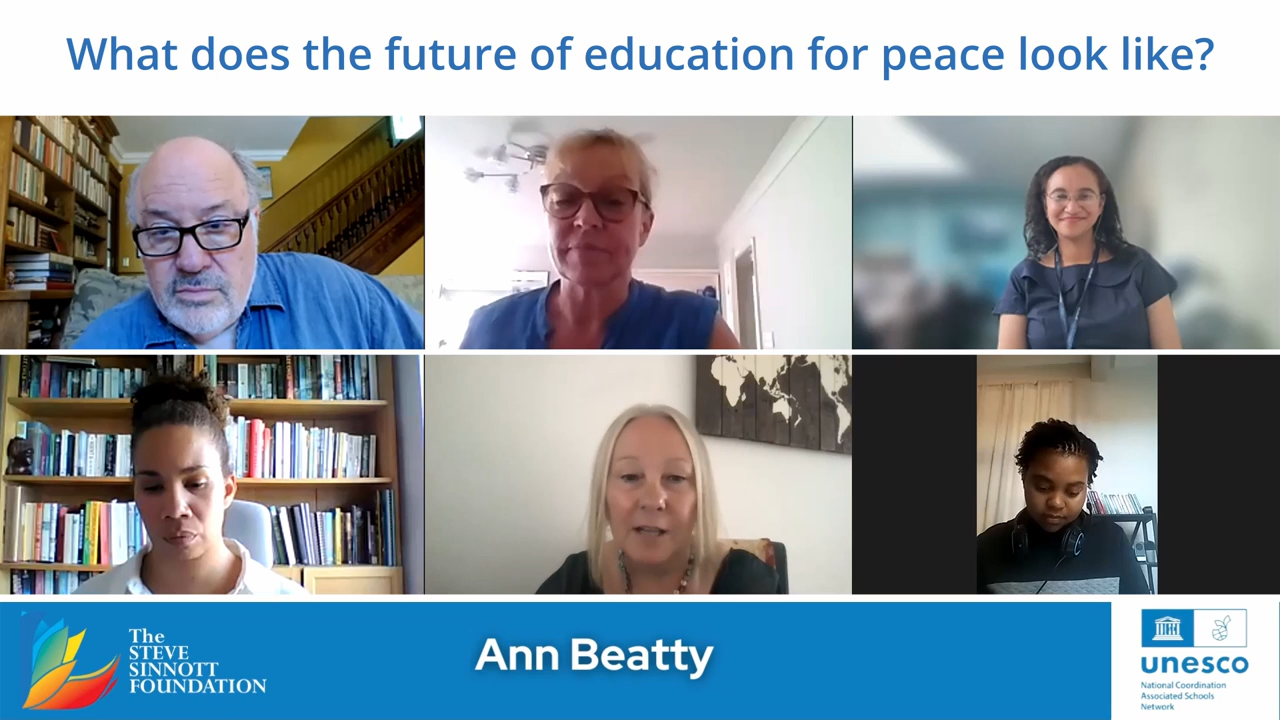 What does the future of education for peace look like?
The
STEVE
SINNOTT
FOUNDATION
Ann Beatty
unesco
National Coordination
Associated Schools
Network